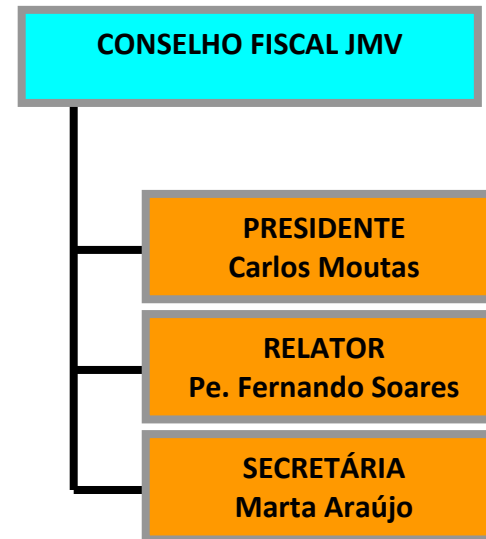 CONSELHO FISCAL JMV
PRESIDENTE
Carlos Moutas
RELATOR
Pe. Fernando Soares
SECRETÁRIA
Marta Araújo